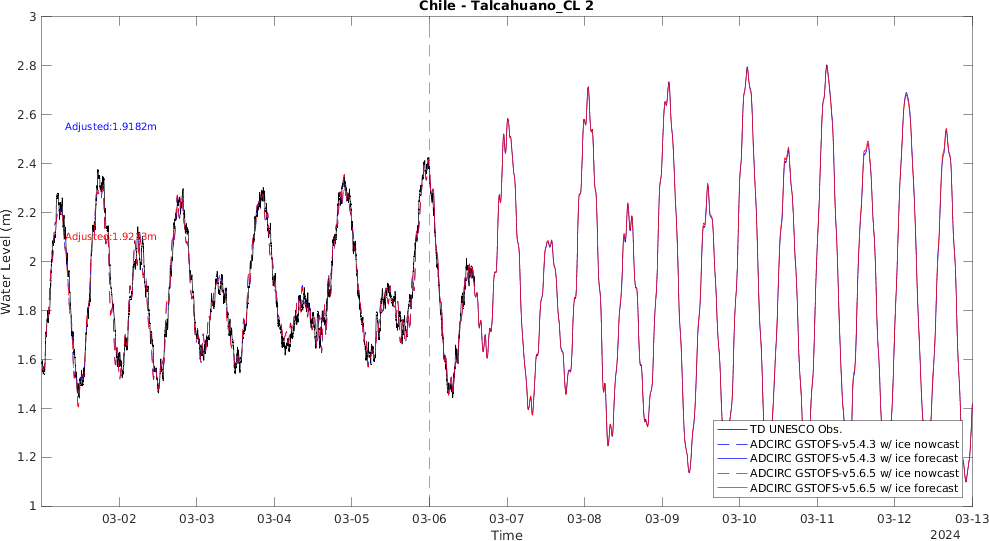 Chile - Talcahuano_CL 2
3
2.8
2.6
2.4
2.2
2
1.8
1.6
1.4
1.2
1
Water Level (m)
Adjusted:1.9182m
TD UNESCO Obs.
ADCIRC GSTOFS-v5.4.3 w/ ice nowcast
ADCIRC GSTOFS-v5.4.3 w/ ice forecast
ADCIRC GSTOFS-v5.6.5 w/ ice nowcast
ADCIRC GSTOFS-v5.6.5 w/ ice forecast
03-02 03-03 03-04 03-05 03-06 03-07 03-08 03-09 03-10 03-11 03-12 03-13
Time
2024